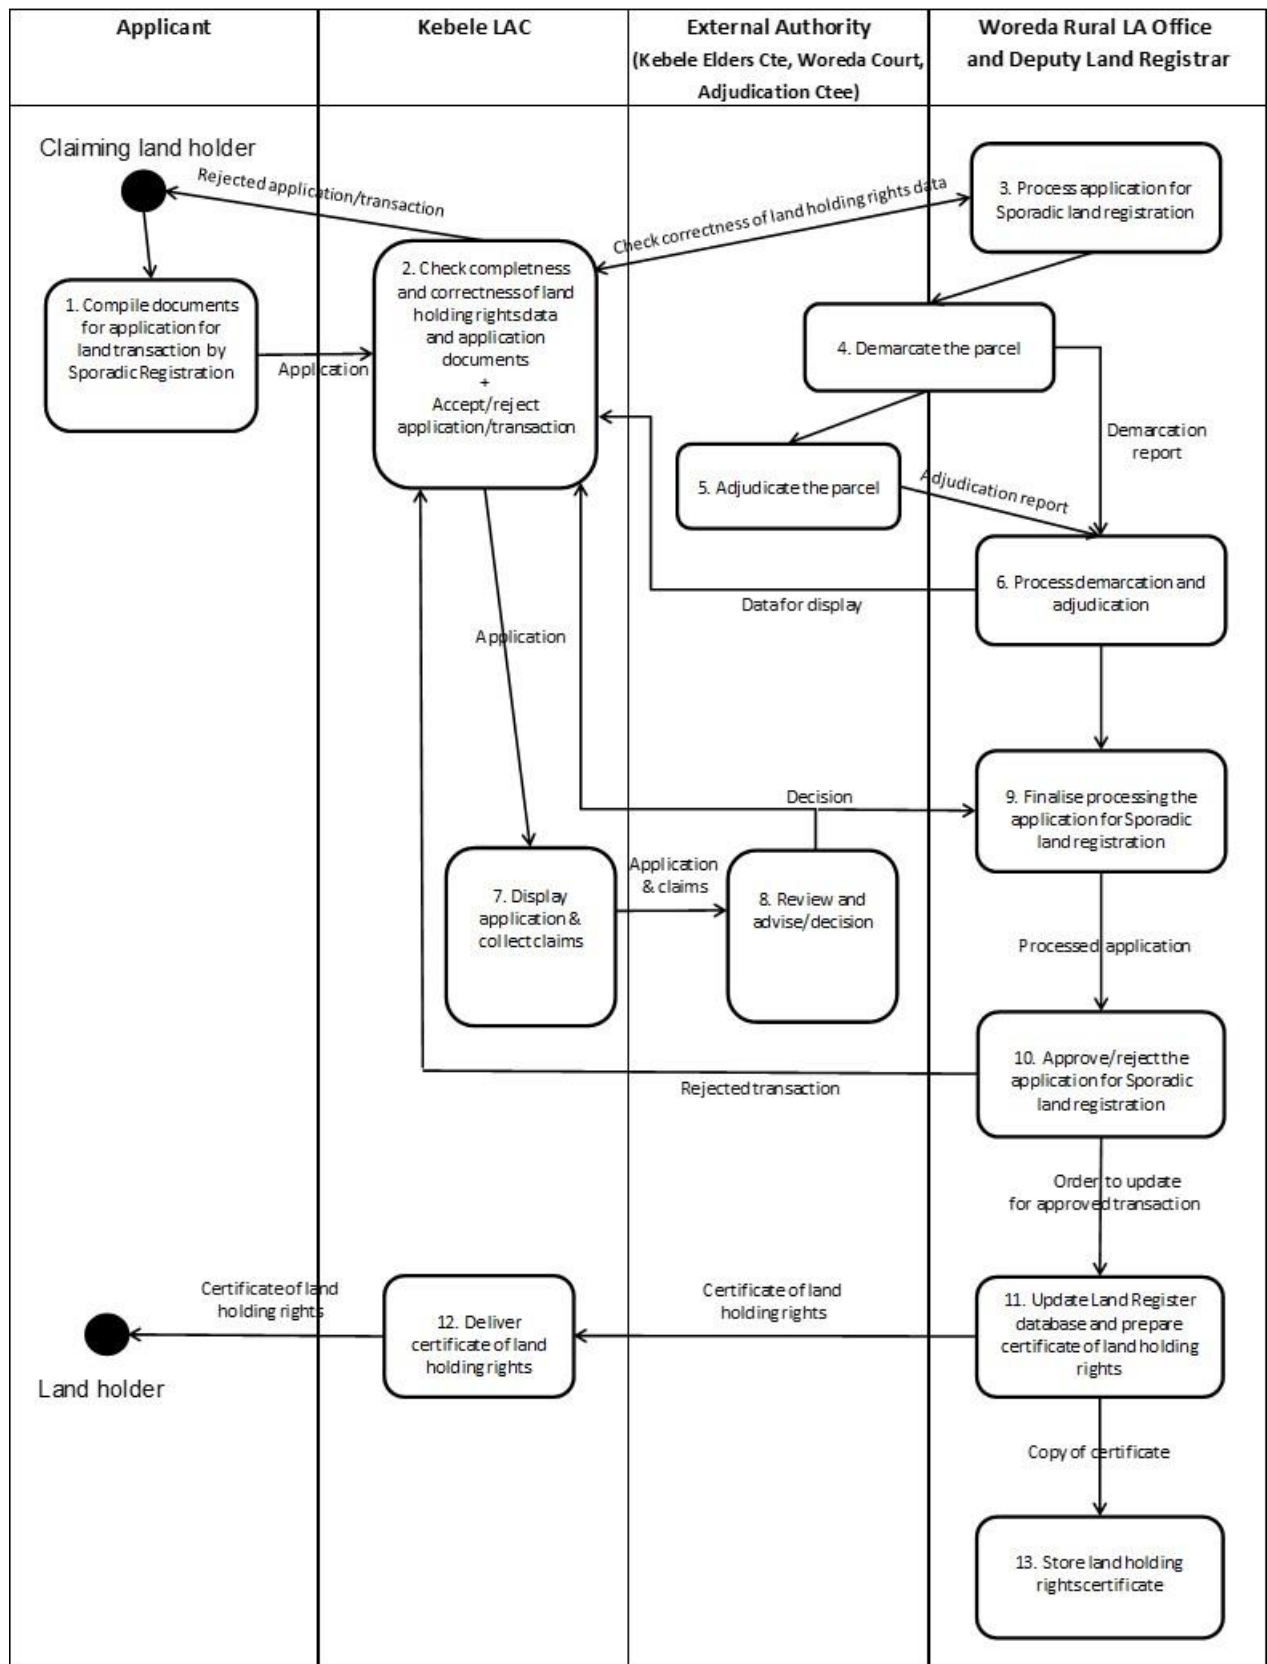 Applicant
Kebele LAC
External Authority
(Kebele Elders Cte, Woreda Court,
Adjudication Ctee)
Woreda Rural LA Office
and Deputy Land Registrar
Claiming land holder
Rejected application/transaction
Check correctness of land holding rights data
3. Process application for
Sporadic land registration
1. Compile documents
for application for
land transaction by
Sporadic Registration
Application
2. Check completness
and correctness of land
holding rights data
and application
documents
+
Accept/reject
application/transaction
4. Demarcate the parcel
Demarcation
report
5. Adjudicate the parcel
Adjudication report
6. Process demarcation and
adjudication
Data for display
Application
Decision
9. Finalise processing the
application for Sporadic
land registration
7. Display
application &
collect claims
Application
& claims
8. Review and
advise/decision
Processed application
10. Approve/reject the
application for Sporadic
land registration
Rejected transaction
Order to update
for approved transaction
Certificate of land
holding rights
12. Deliver
certificate of land
holding rights
Certificate of land
holding rights
11. Update Land Register
database and prepare
certificate of land holding
rights
Land holder
Copy of certificate
13. Store land holding
rights certificate